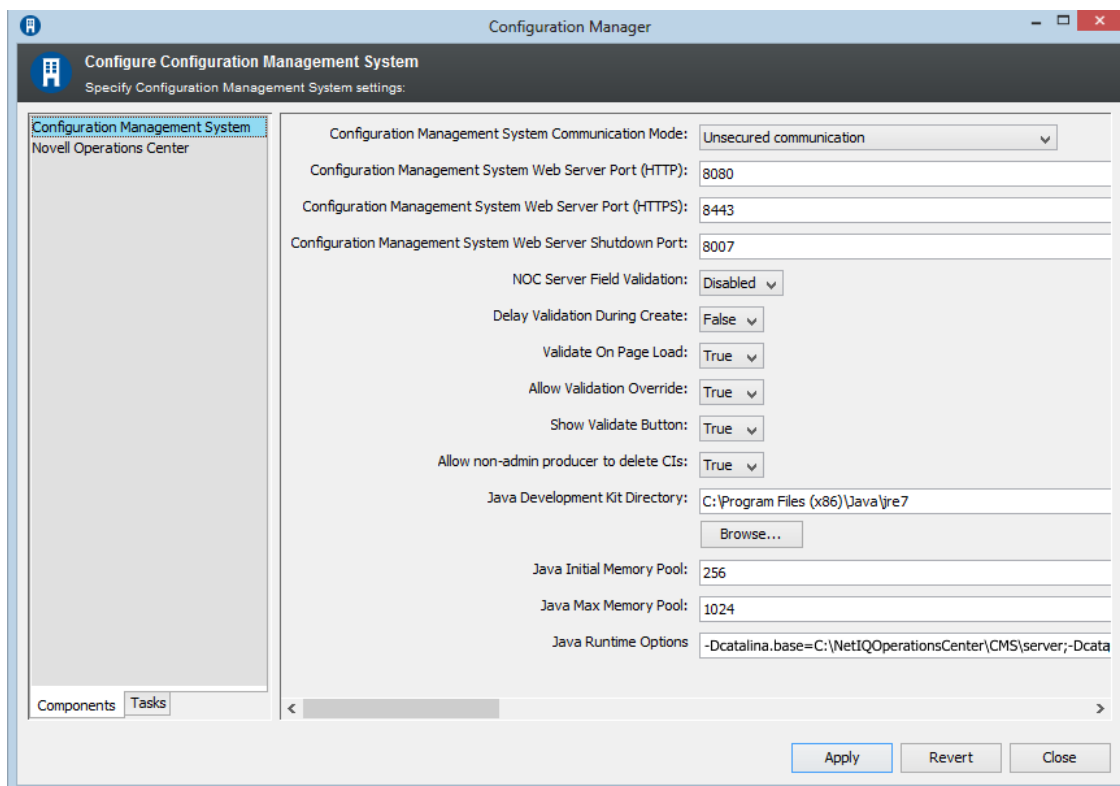 Configuration Manager
Configure Configuration Management System
Specify Configuration Management System settings:
Configuration Management System
Novell Operations Center
Configuration Management System Communication Mode: Unsecured communication
Configuration Management System Web Server Port (HTTP): 8080
Configuration Management System Web Server Port (HTTPS): 8443
Configuration Management System Web Server Shutdown Port: 8007
NOC Server Field Validation: Disabled
Delay Validation During Create: False
Validate On Page Load: True
Allow Validation Override: True
Show Validate Button: True
Allow non-admin producer to delete CIs: True
Java Development Kit Directory: C:\Program Files (x86)\Java\jre7
Browse...
Java Initial Memory Pool: 256
Java Max Memory Pool: 1024
Java Runtime Options -Dcatalina.base=C:\NetIQOperationsCenter\CMS\server;-Dcata
Components Tasks
Apply Revert Close